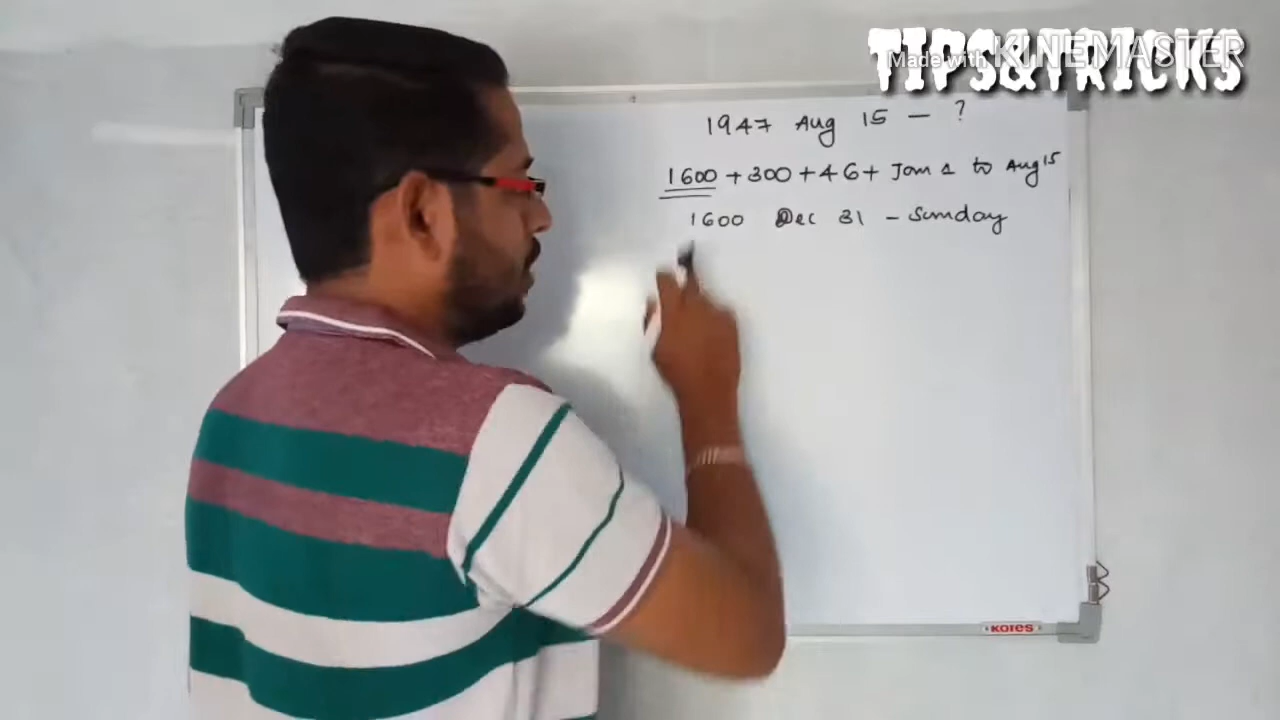 TIPS&TRICKS
Made with KINEMASTER
1947 Aug 15 – ?
1600 + 300 + 46 + Jan 1 to Aug 15
1600 Dec 31 – Sunday
kores